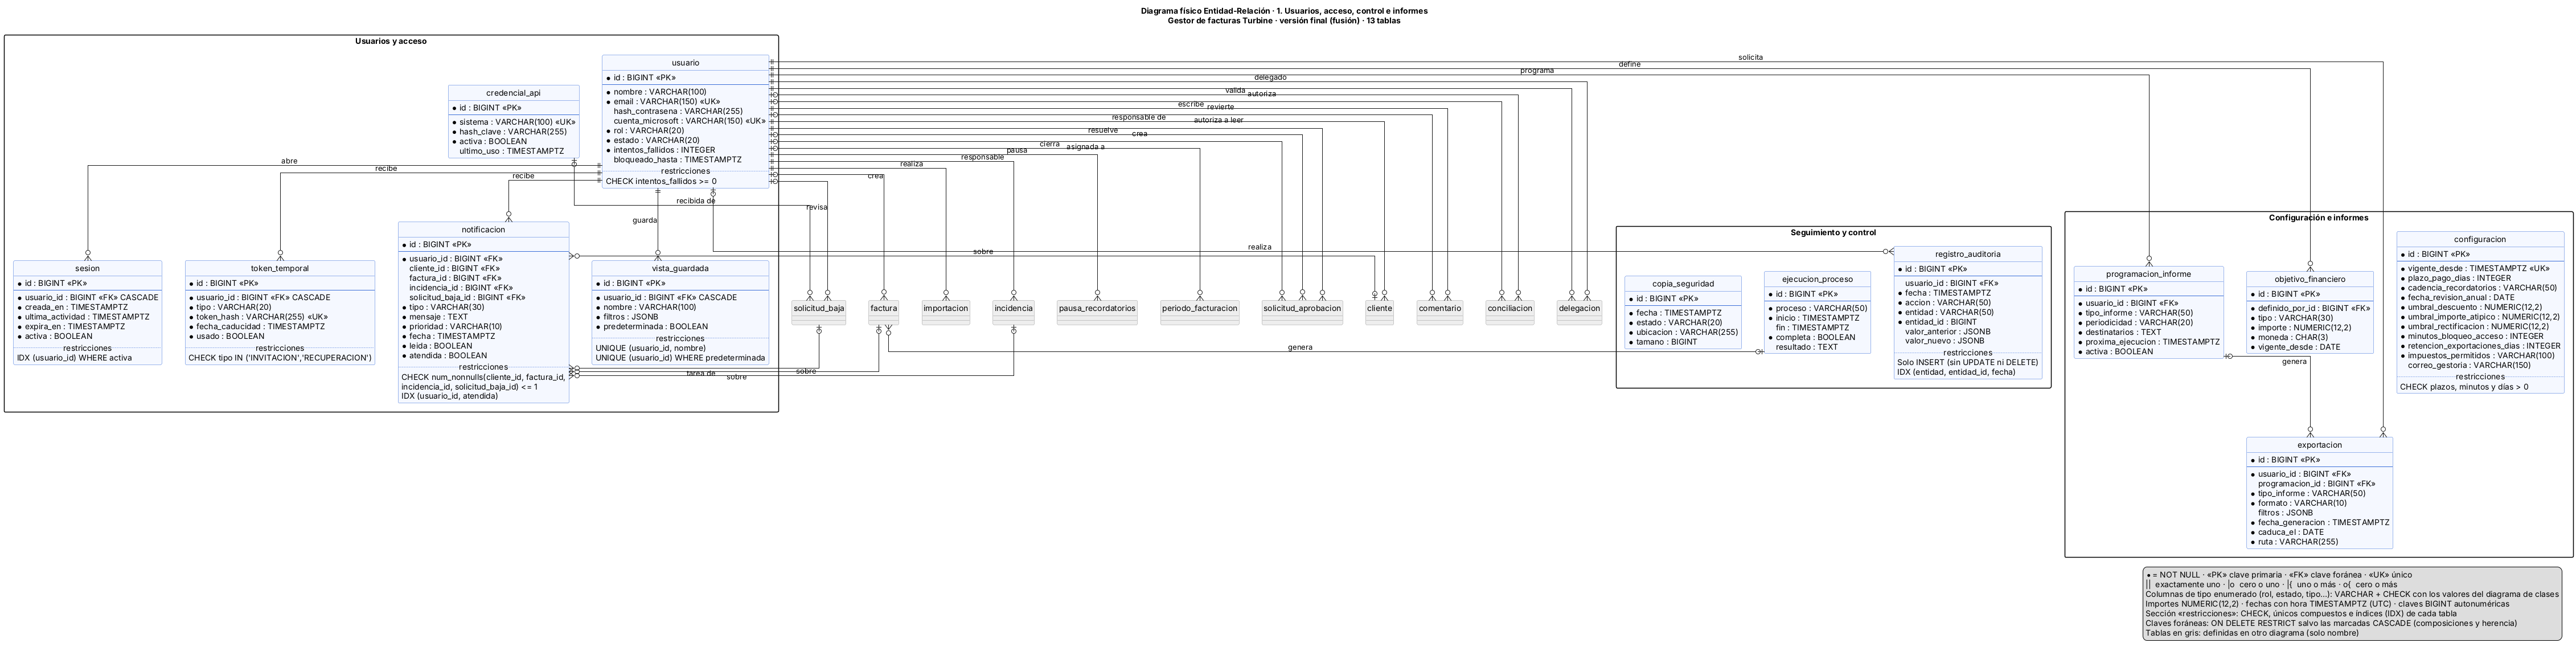 Diagrama físico Entidad-Relación · 1. Usuarios, acceso, control e informes
Gestor de facturas Turbine · versión final (fusión) · 13 tablas
Usuarios y acceso
usuario
id : BIGINT «PK»
nombre : VARCHAR(100)
email : VARCHAR(150) «UK»
hash_contrasena : VARCHAR(255)
cuenta_microsoft : VARCHAR(150) «UK»
rol : VARCHAR(20)
estado : VARCHAR(20)
intentos_fallidos : INTEGER
bloqueado_hasta : TIMESTAMPTZ
restricciones
CHECK intentos_fallidos >= 0
credencial_api
id : BIGINT «PK»
sistema : VARCHAR(100) «UK»
hash_clave : VARCHAR(255)
activa : BOOLEAN
ultimo_uso : TIMESTAMPTZ
solicita
define
programa
delegado
valida
autoriza
escribe
revierte
responsable de
autoriza a leer
resuelve
crea
cierra
asignada a
pausa
responsable
realiza
crea
revisa
abre
recibe
recibe
recibida de
guarda
sobre
realiza
notificacion
id : BIGINT «PK»
usuario_id : BIGINT «FK»
cliente_id : BIGINT «FK»
factura_id : BIGINT «FK»
incidencia_id : BIGINT «FK»
solicitud_baja_id : BIGINT «FK»
tipo : VARCHAR(30)
mensaje : TEXT
prioridad : VARCHAR(10)
fecha : TIMESTAMPTZ
leida : BOOLEAN
atendida : BOOLEAN
restricciones
CHECK num_nonnulls(cliente_id, factura_id,
incidencia_id, solicitud_baja_id) <= 1
IDX (usuario_id, atendida)
sesion
id : BIGINT «PK»
usuario_id : BIGINT «FK» CASCADE
creada_en : TIMESTAMPTZ
ultima_actividad : TIMESTAMPTZ
expira_en : TIMESTAMPTZ
activa : BOOLEAN
restricciones
IDX (usuario_id) WHERE activa
token_temporal
id : BIGINT «PK»
usuario_id : BIGINT «FK» CASCADE
tipo : VARCHAR(20)
token_hash : VARCHAR(255) «UK»
fecha_caducidad : TIMESTAMPTZ
usado : BOOLEAN
restricciones
CHECK tipo IN ('INVITACION','RECUPERACION')
vista_guardada
id : BIGINT «PK»
usuario_id : BIGINT «FK» CASCADE
nombre : VARCHAR(100)
filtros : JSONB
predeterminada : BOOLEAN
restricciones
UNIQUE (usuario_id, nombre)
UNIQUE (usuario_id) WHERE predeterminada
solicitud_baja
factura
importacion
incidencia
pausa_recordatorios
periodo_facturacion
solicitud_aprobacion
cliente
comentario
conciliacion
delegacion
genera
tarea de
sobre
sobre
Seguimiento y control
copia_seguridad
id : BIGINT «PK»
fecha : TIMESTAMPTZ
estado : VARCHAR(20)
ubicacion : VARCHAR(255)
tamano : BIGINT
ejecucion_proceso
id : BIGINT «PK»
proceso : VARCHAR(50)
inicio : TIMESTAMPTZ
fin : TIMESTAMPTZ
completa : BOOLEAN
resultado : TEXT
registro_auditoria
id : BIGINT «PK»
usuario_id : BIGINT «FK»
fecha : TIMESTAMPTZ
accion : VARCHAR(50)
entidad : VARCHAR(50)
entidad_id : BIGINT
valor_anterior : JSONB
valor_nuevo : JSONB
restricciones
Solo INSERT (sin UPDATE ni DELETE)
IDX (entidad, entidad_id, fecha)
Configuración e informes
programacion_informe
id : BIGINT «PK»
usuario_id : BIGINT «FK»
tipo_informe : VARCHAR(50)
periodicidad : VARCHAR(20)
destinatarios : TEXT
proxima_ejecucion : TIMESTAMPTZ
activa : BOOLEAN
objetivo_financiero
id : BIGINT «PK»
definido_por_id : BIGINT «FK»
tipo : VARCHAR(30)
importe : NUMERIC(12,2)
moneda : CHAR(3)
vigente_desde : DATE
configuracion
id : BIGINT «PK»
vigente_desde : TIMESTAMPTZ «UK»
plazo_pago_dias : INTEGER
cadencia_recordatorios : VARCHAR(50)
fecha_revision_anual : DATE
umbral_descuento : NUMERIC(12,2)
umbral_importe_atipico : NUMERIC(12,2)
umbral_rectificacion : NUMERIC(12,2)
minutos_bloqueo_acceso : INTEGER
retencion_exportaciones_dias : INTEGER
impuestos_permitidos : VARCHAR(100)
correo_gestoria : VARCHAR(150)
restricciones
CHECK plazos, minutos y días > 0
genera
exportacion
id : BIGINT «PK»
usuario_id : BIGINT «FK»
programacion_id : BIGINT «FK»
tipo_informe : VARCHAR(50)
formato : VARCHAR(10)
filtros : JSONB
fecha_generacion : TIMESTAMPTZ
caduca_el : DATE
ruta : VARCHAR(255)
• = NOT NULL · «PK» clave primaria · «FK» clave foránea · «UK» único
|| exactamente uno · |o cero o uno · |{ uno o más · o{ cero o más
Columnas de tipo enumerado (rol, estado, tipo...): VARCHAR + CHECK con los valores del diagrama de clases
Importes NUMERIC(12,2) · fechas con hora TIMESTAMPTZ (UTC) · claves BIGINT autonuméricas
Sección «restricciones»: CHECK, únicos compuestos e índices (IDX) de cada tabla
Claves foráneas: ON DELETE RESTRICT salvo las marcadas CASCADE (composiciones y herencia)
Tablas en gris: definidas en otro diagrama (solo nombre)